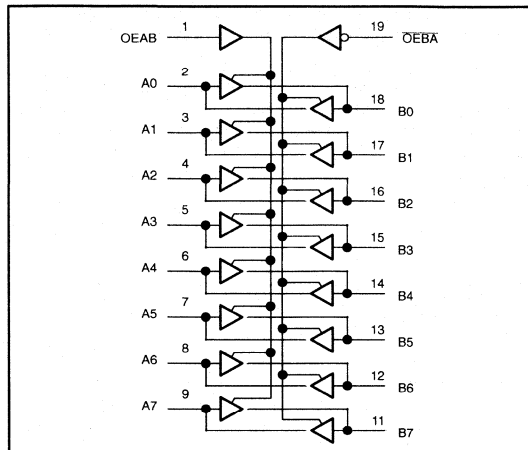 OEAB 1 19 OEBA
A0 2 18 B0
A1 3 17 B1
A2 4 16 B2
A3 5 15 B3
A4 6 14 B4
A5 7 13 B5
A6 8 12 B6
A7 9 11 B7